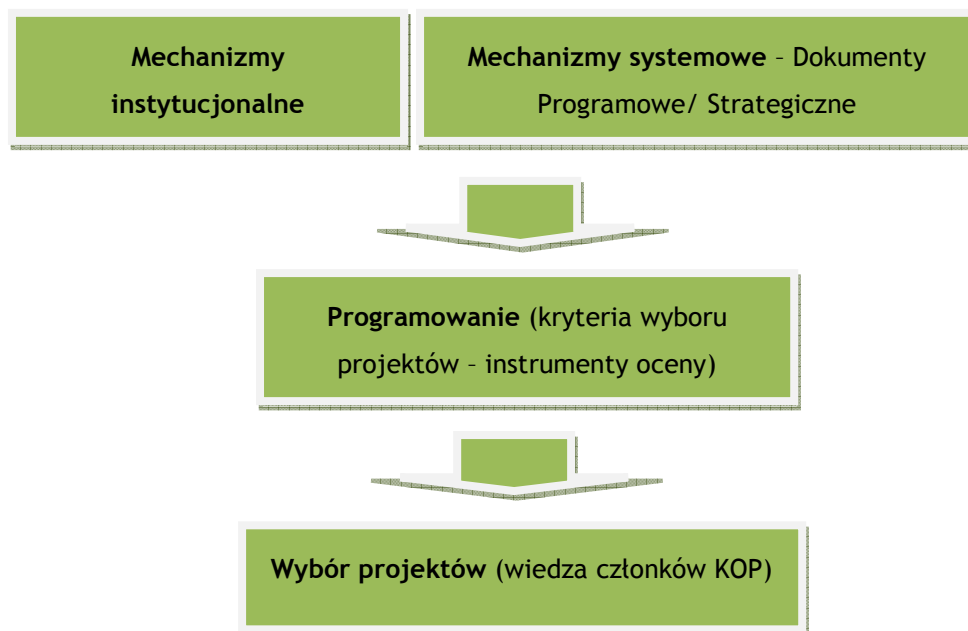 Mechanizmy
instytucjonalne
Mechanizmy systemowe – Dokumenty
Programowe/ Strategiczne
Programowanie (kryteria wyboru
projektów – instrumenty oceny)
Wybór projektów (wiedza członków KOP)